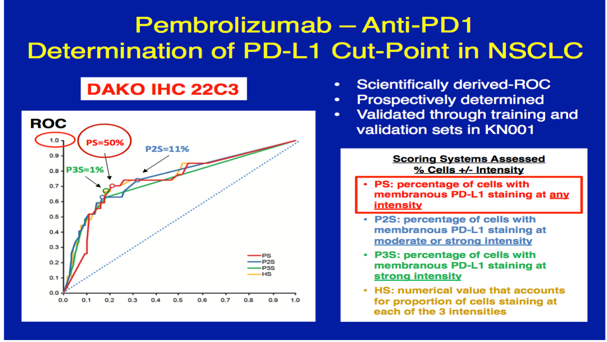 Pembrolizumab – Anti-PD1
Determination of PD-L1 Cut-Point in NSCLC
DAKO IHC 22C3
• Scientifically derived-ROC
• Prospectively determined
• Validated through training and
validation sets in KN001
ROC
PS=50%
P2S=11%
P3S=1%
1.0
0.9
0.8
0.7
0.6
0.5
0.4
0.3
0.2
0.1
0.0
0.0 0.1 0.2 0.3 0.4 0.5 0.6 0.7 0.8 0.9 1.0
PS
P2S
P3S
HS
Scoring Systems Assessed
% Cells +/- Intensity
• PS: percentage of cells with
membranous PD-L1 staining at any
intensity
• P2S: percentage of cells with
membranous PD-L1 staining at
moderate or strong intensity
• P3S: percentage of cells with
membranous PD-L1 staining at
strong intensity
• HS: numerical value that accounts
for proportion of cells staining at
each of the 3 intensities